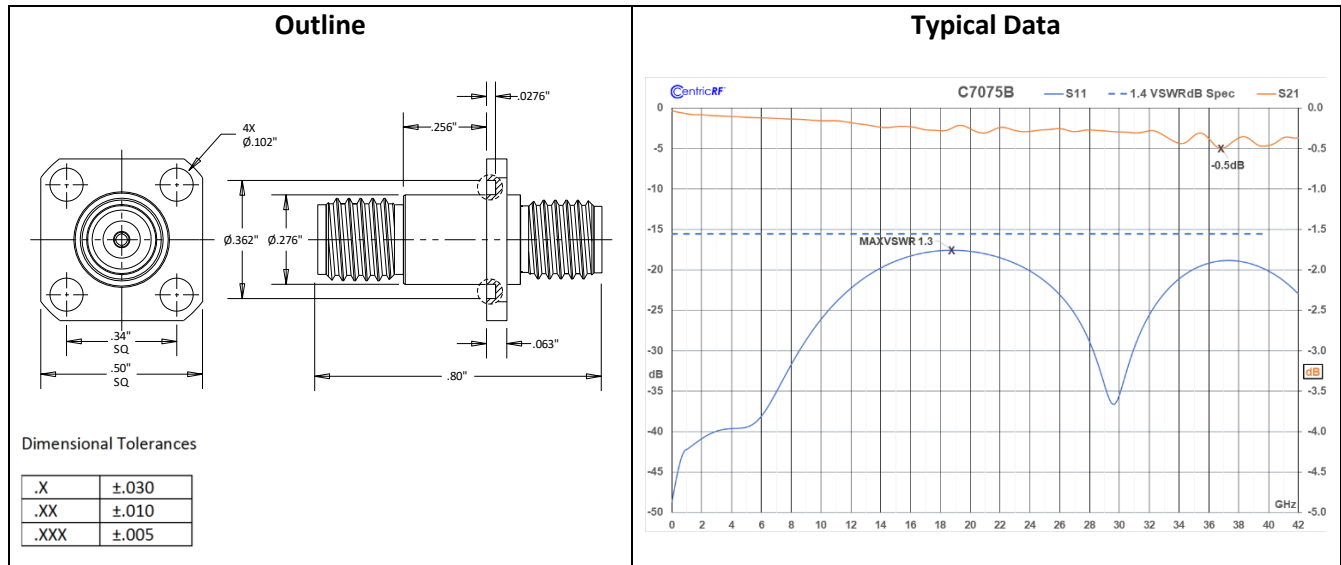 Outline
.0276"
.256"
4X
Ø.102"
Ø.362"
Ø.276"
.34"
SQ
.063"
.50"
SQ
.80"
Dimensional Tolerances
.X ±.030
.XX ±.010
.XXX ±.005
Typical Data
CentricRF
C7075B
S11
1.4 VSWRdB Spec
S21
0
-5
-10
-15
-20
-25
-30
dB
-35
-40
-45
-50
0.0
-0.5
-1.0
-1.5
-2.0
-2.5
-3.0
dB
-3.5
-4.0
-4.5
-5.0
-0.5dB
MAXVSWR 1.3
GHz
0 2 4 6 8 10 12 14 16 18 20 22 24 26 28 30 32 34 36 38 40 42